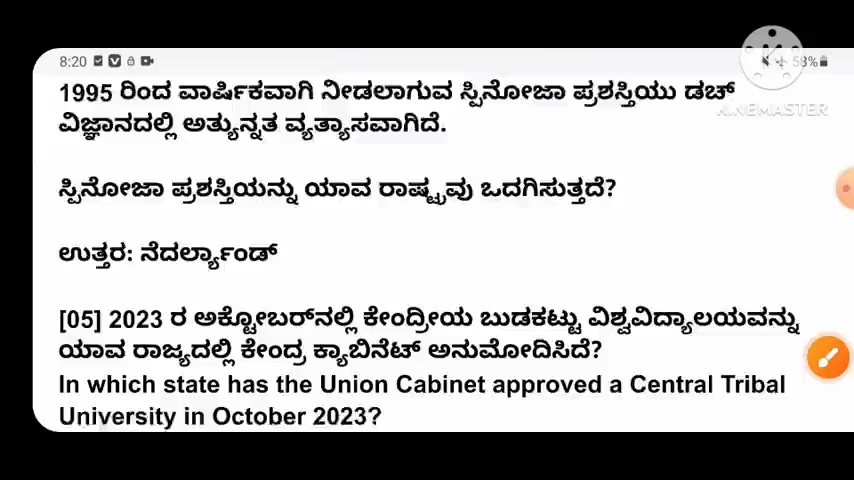 8:20
58%
KINEMASTER
1995 ರಿಂದ ವಾರ್ಷಿಕವಾಗಿ ನೀಡಲಾಗುವ ಸ್ಪಿನೋಜಾ ಪ್ರಶಸ್ತಿಯು ಡಚ್
ವಿಜ್ಞಾನದಲ್ಲಿ ಅತ್ಯುನ್ನತ ವ್ಯತ್ಯಾಸವಾಗಿದೆ.
ಸ್ಪಿನೋಜಾ ಪ್ರಶಸ್ತಿಯನ್ನು ಯಾವ ರಾಷ್ಟ್ರವು ಒದಗಿಸುತ್ತದೆ?
ಉತ್ತರ: ನೆದರ್ಲ್ಯಾಂಡ್
[05] 2023 ರ ಅಕ್ಟೋಬರ್‌ನಲ್ಲಿ ಕೇಂದ್ರೀಯ ಬುಡಕಟ್ಟು ವಿಶ್ವವಿದ್ಯಾಲಯವನ್ನು
ಯಾವ ರಾಜ್ಯದಲ್ಲಿ ಕೇಂದ್ರ ಕ್ಯಾಬಿನೆಟ್ ಅನುಮೋದಿಸಿದೆ?
In which state has the Union Cabinet approved a Central Tribal
University in October 2023?